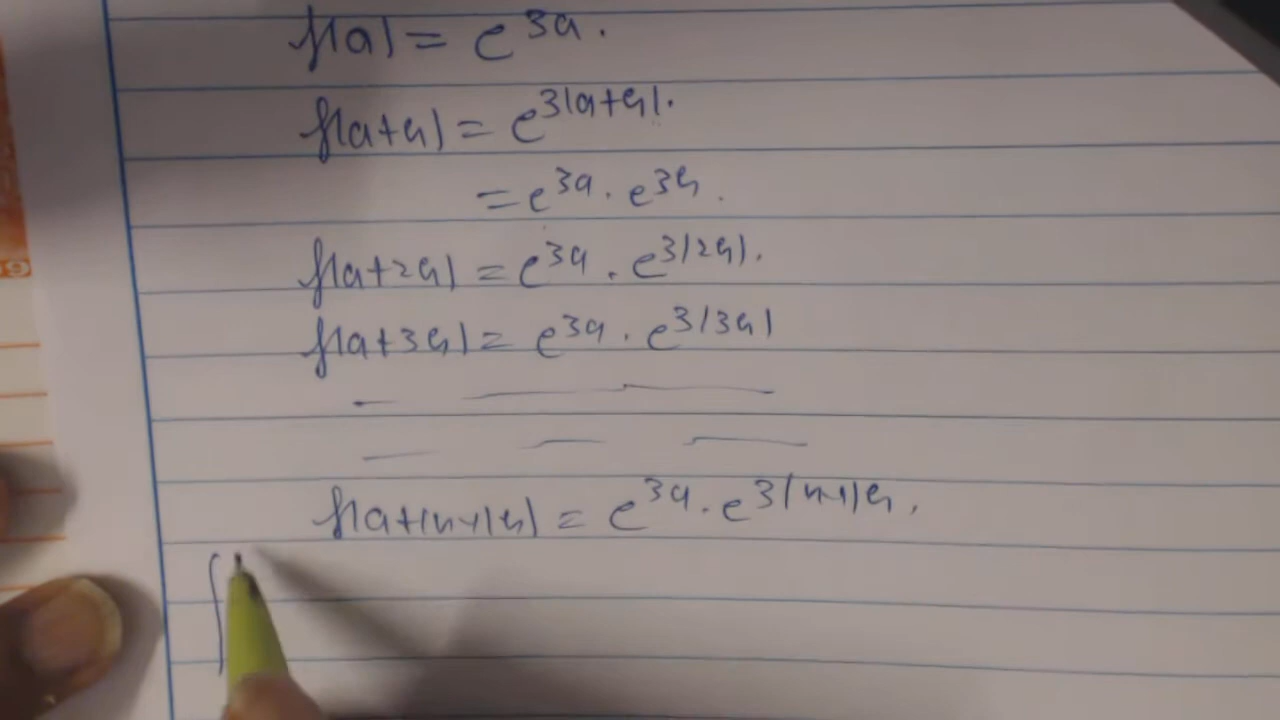 f(a) = e^{3a}.
f(a+h) = e^{3(a+h)}.
= e^{3a} . e^{3h}.
f(a+2h) = e^{3a} . e^{3(2h)}.
f(a+3h) = e^{3a} . e^{3(3h)}
f(a+(n-1)h) = e^{3a} . e^{3(n-1)h}.
∫